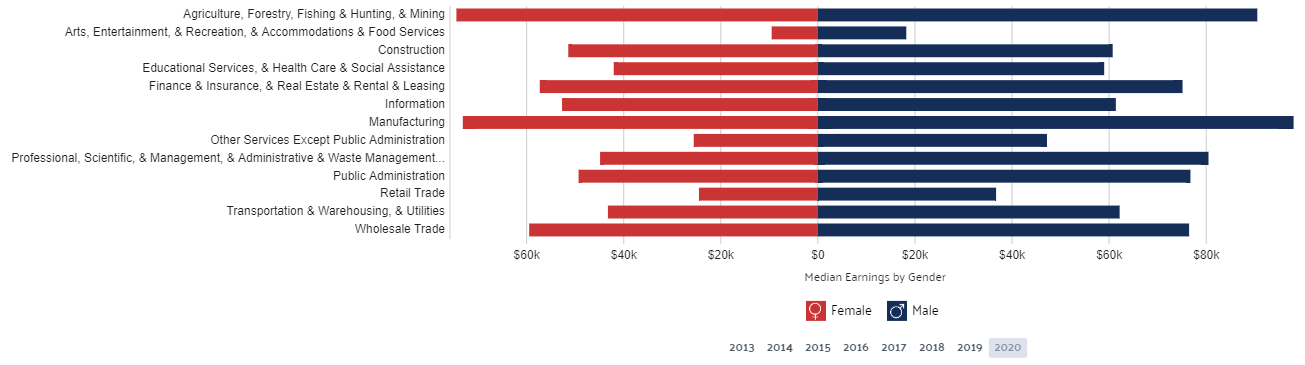 Agriculture, Forestry, Fishing & Hunting, & Mining
Arts, Entertainment, & Recreation, & Accommodations & Food Services
Construction
Educational Services, & Health Care & Social Assistance
Finance & Insurance, & Real Estate & Rental & Leasing
Information
Manufacturing
Other Services Except Public Administration
Professional, Scientific, & Management, & Administrative & Waste Management...
Public Administration
Retail Trade
Transportation & Warehousing, & Utilities
Wholesale Trade
$60k $40k $20k $0 $20k $40k $60k $80k
Median Earnings by Gender
Female Male
2013 2014 2015 2016 2017 2018 2019 2020